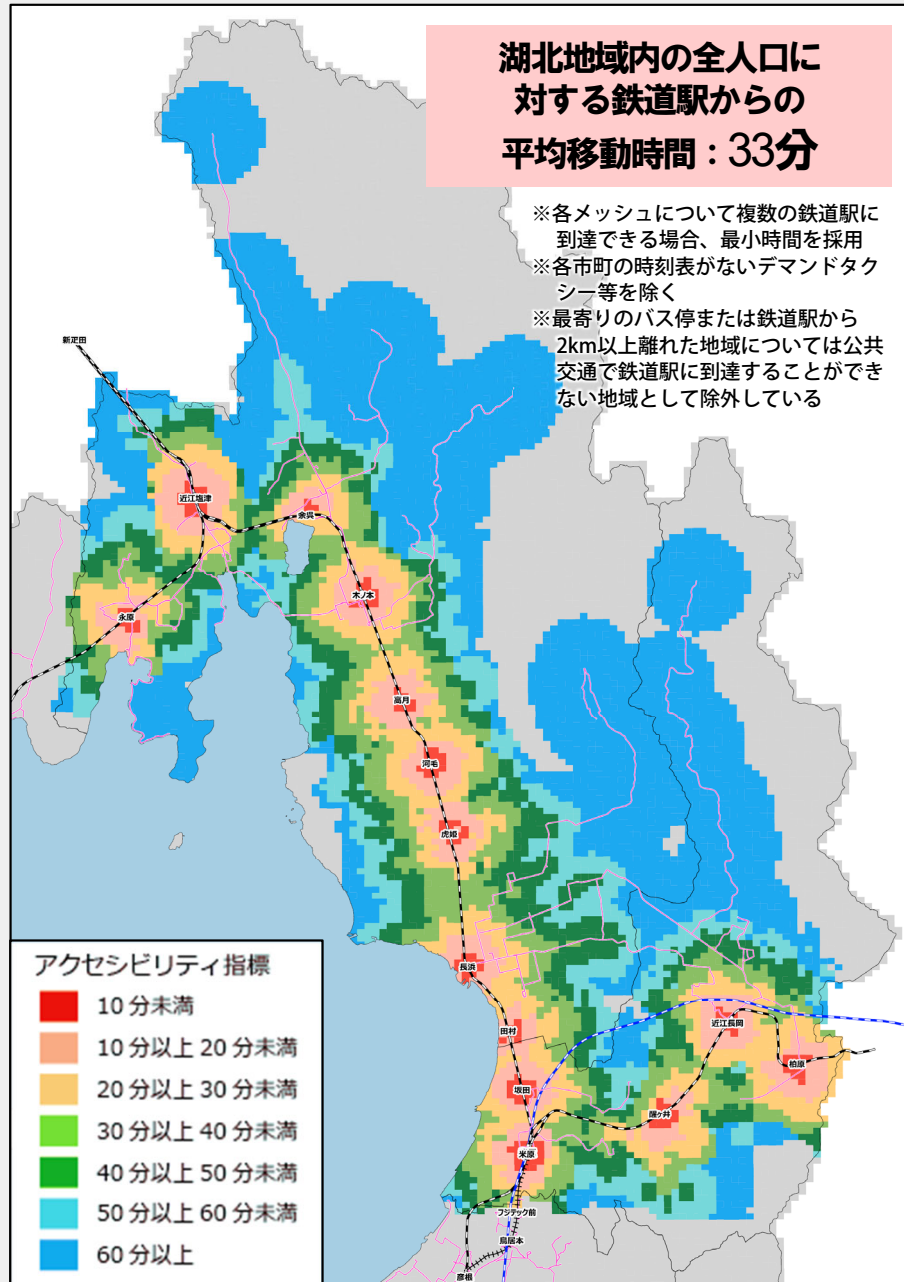 湖北地域内の全人口に
対する鉄道駅からの
平均移動時間：33分
※各メッシュについて複数の鉄道駅に
到達できる場合、最小時間を採用
※各市町の時刻表がないデマンドタク
シー等を除く
※最寄りのバス停または鉄道駅から
2km以上離れた地域については公共
交通で鉄道駅に到達することができ
ない地域として除外している
新疋田
近江塩津
余呉
木ノ本
永原
高月
河毛
虎姫
長浜
田村
近江長岡
柏原
坂田
醒ヶ井
米原
フジテック前
鳥居本
彦根
アクセシビリティ指標
10分未満
10分以上20分未満
20分以上30分未満
30分以上40分未満
40分以上50分未満
50分以上60分未満
60分以上